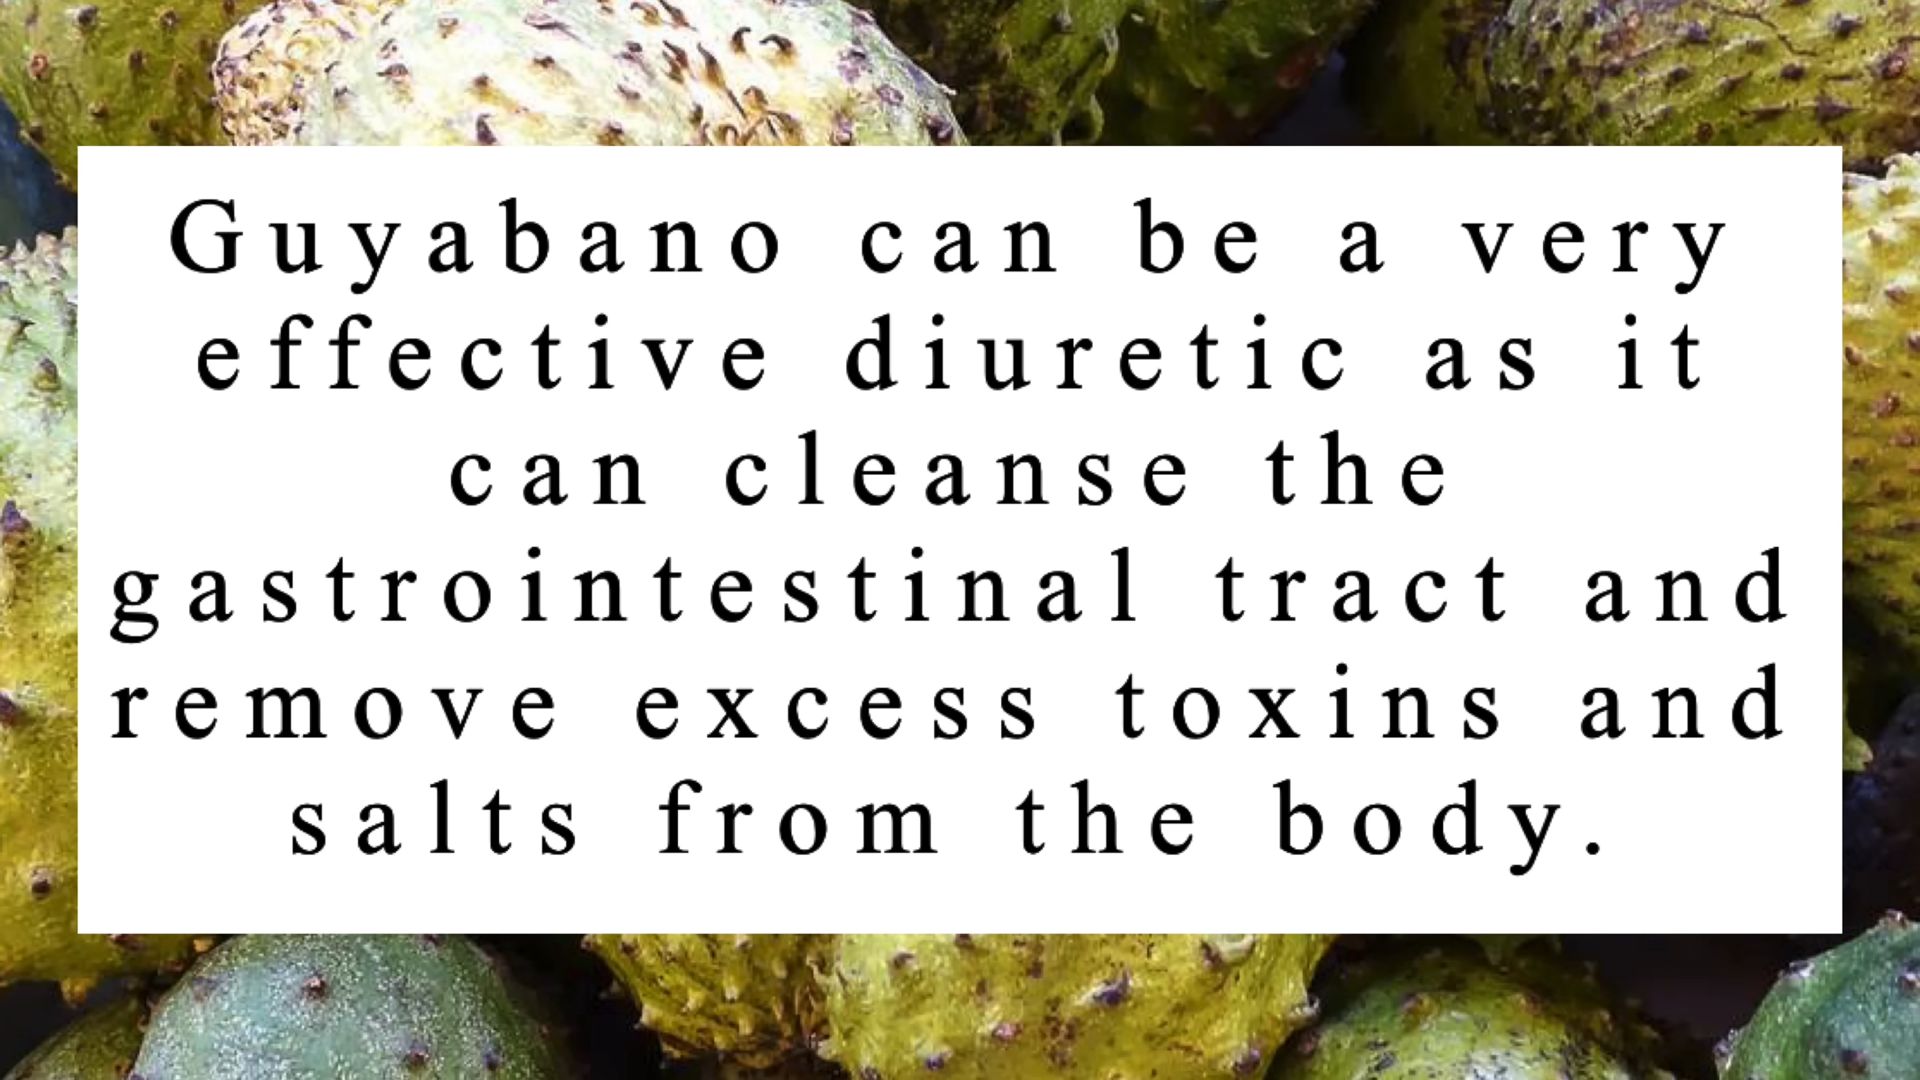 Guyabano can be a very
effective diuretic as it
can cleanse the
gastrointestinal tract and
remove excess toxins and
salts from the body.